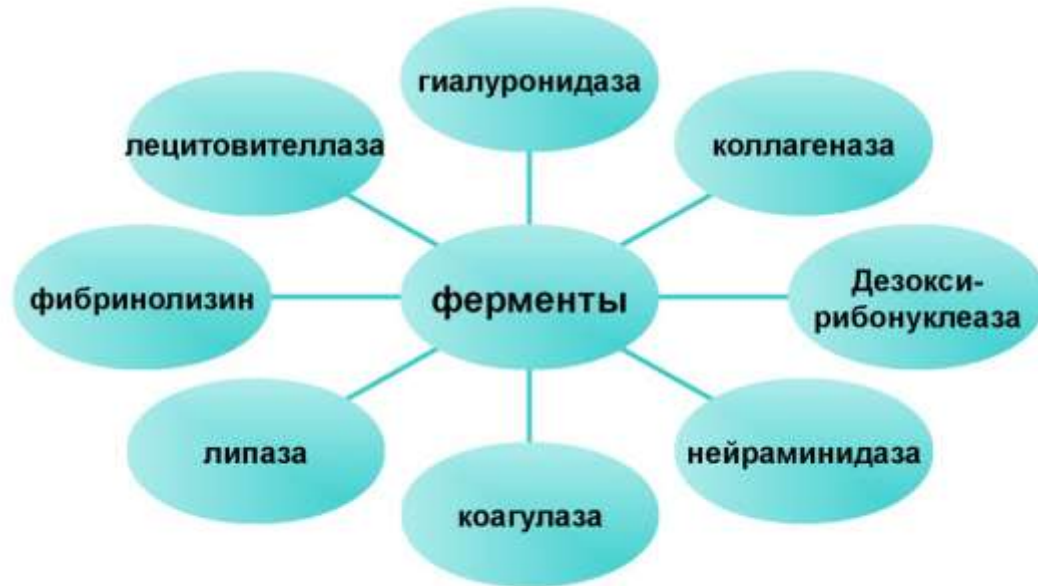 гиалуронидаза
лецитовителлаза
коллагеназа
фибринолизин
ферменты
Дезокси-
рибонуклеаза
липаза
нейраминидаза
коагулаза